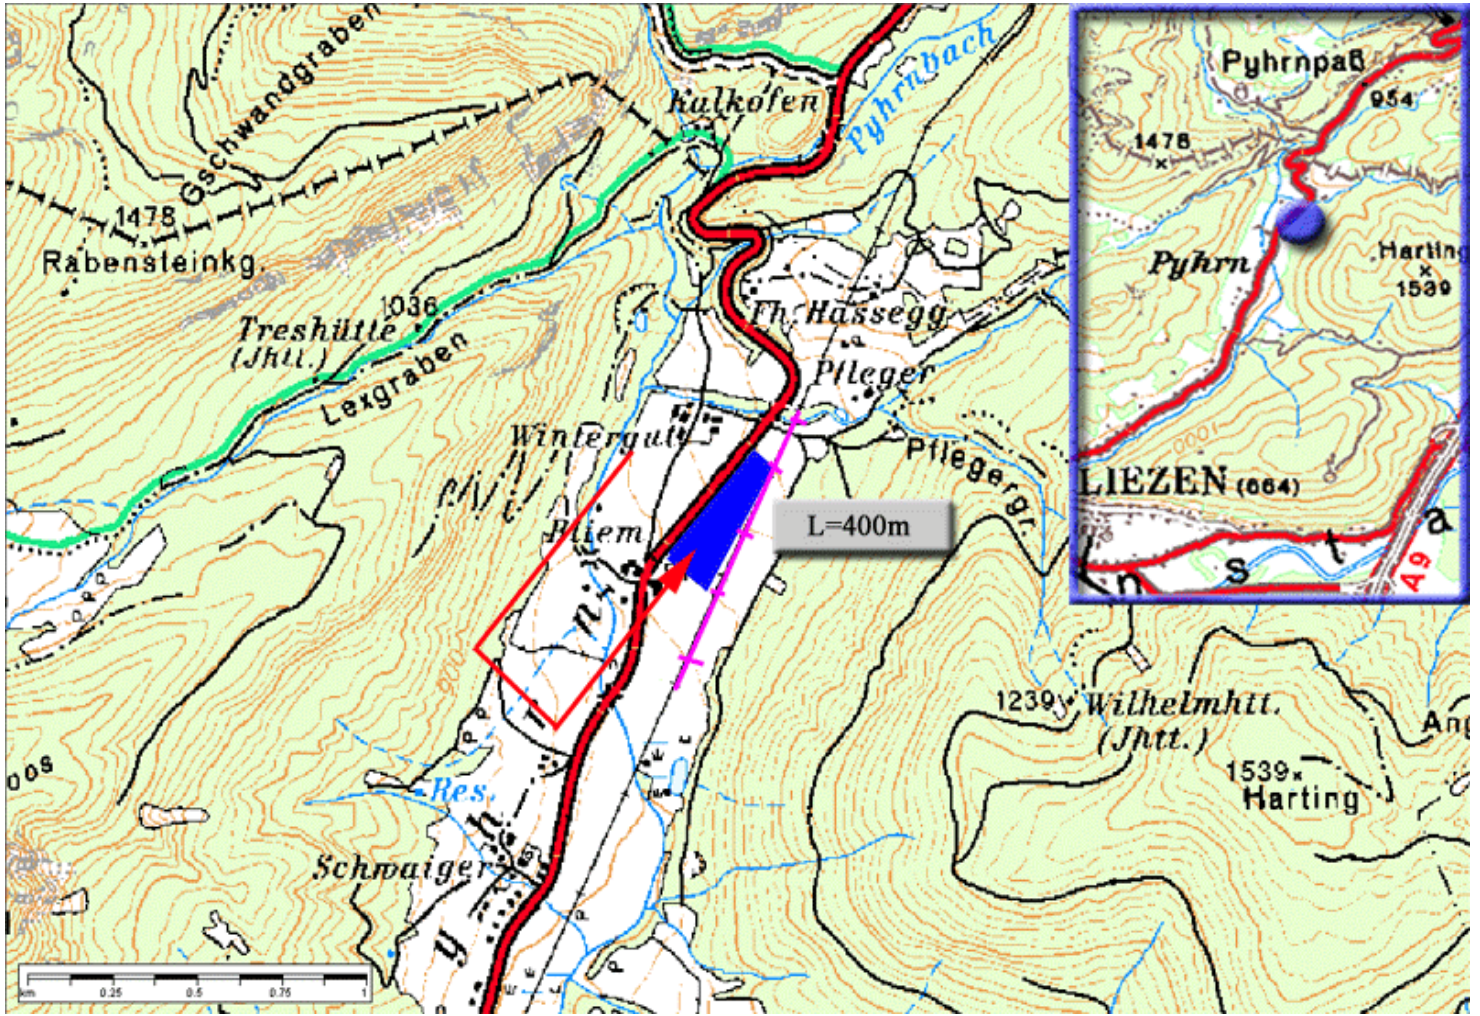 Gschwandgraben
Kalkofen
Pyhrnbach
1478
Rabensteinkg.
1036
Treshütte
(Jhtt.)
Lexgraben
Fh. Hassegg
Pfleger
Wintergut
Pflegergr.
L=400m
900
Res.
Schwaiger
1239
Wilhelmhtt.
(Jhtt.)
1539
Harting
km 0.25 0.5 0.75 1
Pyhrnpaß
954
1478
Pyhrn
Harting
1539
1000
LIEZEN (664)
n s t a
A9